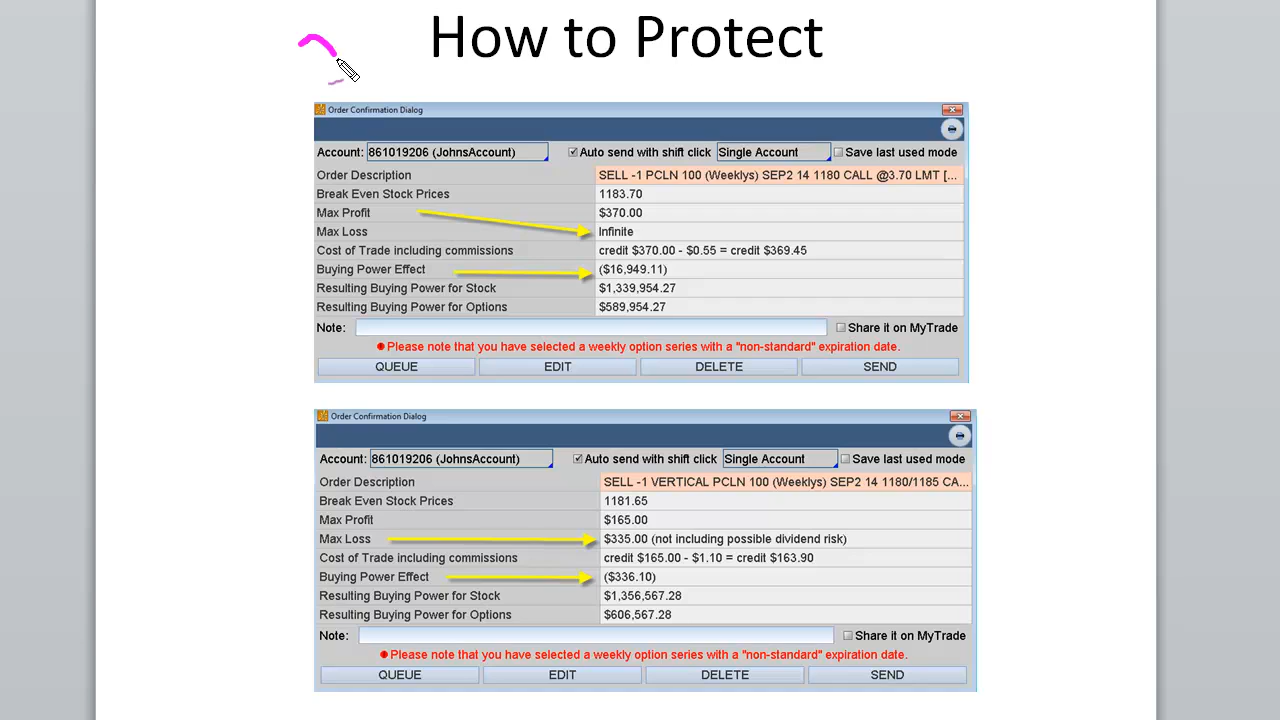 How to Protect
Order Confirmation Dialog
Account: 861019206 (JohnsAccount) Auto send with shift click Single Account Save last used mode
Order Description SELL -1 PCLN 100 (Weeklys) SEP2 14 1180 CALL @3.70 LMT [...
Break Even Stock Prices 1183.70
Max Profit $370.00
Max Loss Infinite
Cost of Trade including commissions credit $370.00 - $0.55 = credit $369.45
Buying Power Effect ($16,949.11)
Resulting Buying Power for Stock $1,339,954.27
Resulting Buying Power for Options $589,954.27
Note: Share it on MyTrade
Please note that you have selected a weekly option series with a "non-standard" expiration date.
QUEUE EDIT DELETE SEND
Order Confirmation Dialog
Account: 861019206 (JohnsAccount) Auto send with shift click Single Account Save last used mode
Order Description SELL -1 VERTICAL PCLN 100 (Weeklys) SEP2 14 1180/1185 CA...
Break Even Stock Prices 1181.65
Max Profit $165.00
Max Loss $335.00 (not including possible dividend risk)
Cost of Trade including commissions credit $165.00 - $1.10 = credit $163.90
Buying Power Effect ($336.10)
Resulting Buying Power for Stock $1,356,567.28
Resulting Buying Power for Options $606,567.28
Note: Share it on MyTrade
Please note that you have selected a weekly option series with a "non-standard" expiration date.
QUEUE EDIT DELETE SEND